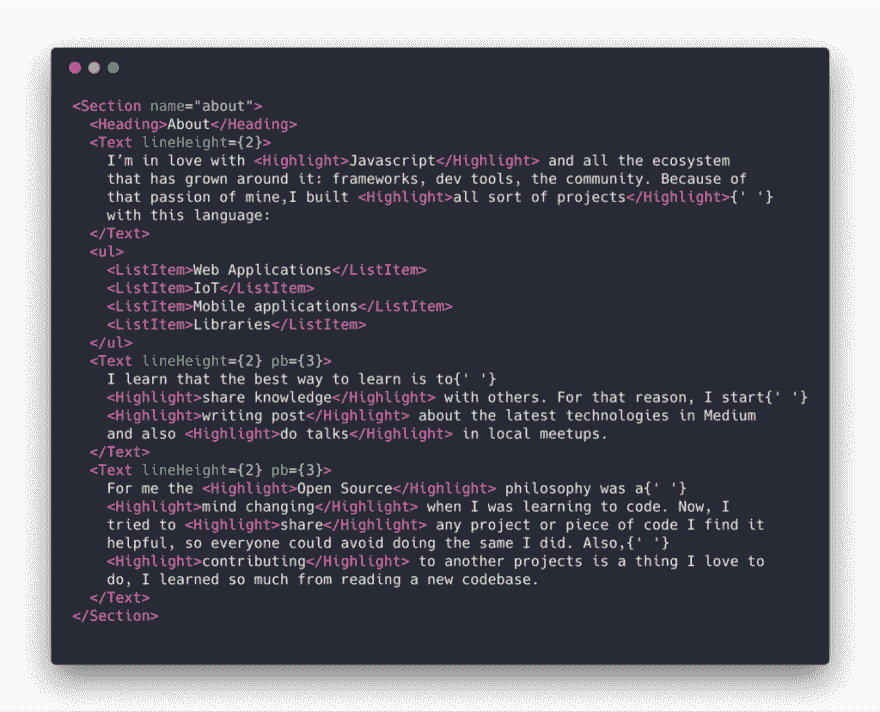 <Section name="about">
<Heading>About</Heading>
<Text lineHeight={2}>
I’m in love with <Highlight>Javascript</Highlight> and all the ecosystem
that has grown around it: frameworks, dev tools, the community. Because of
that passion of mine,I built <Highlight>all sort of projects</Highlight>{' '}
with this language:
</Text>
<ul>
<ListItem>Web Applications</ListItem>
<ListItem>IoT</ListItem>
<ListItem>Mobile applications</ListItem>
<ListItem>Libraries</ListItem>
</ul>
<Text lineHeight={2} pb={3}>
I learn that the best way to learn is to{' '}
<Highlight>share knowledge</Highlight> with others. For that reason, I start{' '}
<Highlight>writing post</Highlight> about the latest technologies in Medium
and also <Highlight>do talks</Highlight> in local meetups.
</Text>
<Text lineHeight={2} pb={3}>
For me the <Highlight>Open Source</Highlight> philosophy was a{' '}
<Highlight>mind changing</Highlight> when I was learning to code. Now, I
tried to <Highlight>share</Highlight> any project or piece of code I find it
helpful, so everyone could avoid doing the same I did. Also,{' '}
<Highlight>contributing</Highlight> to another projects is a thing I love to
do, I learned so much from reading a new codebase.
</Text>
</Section>